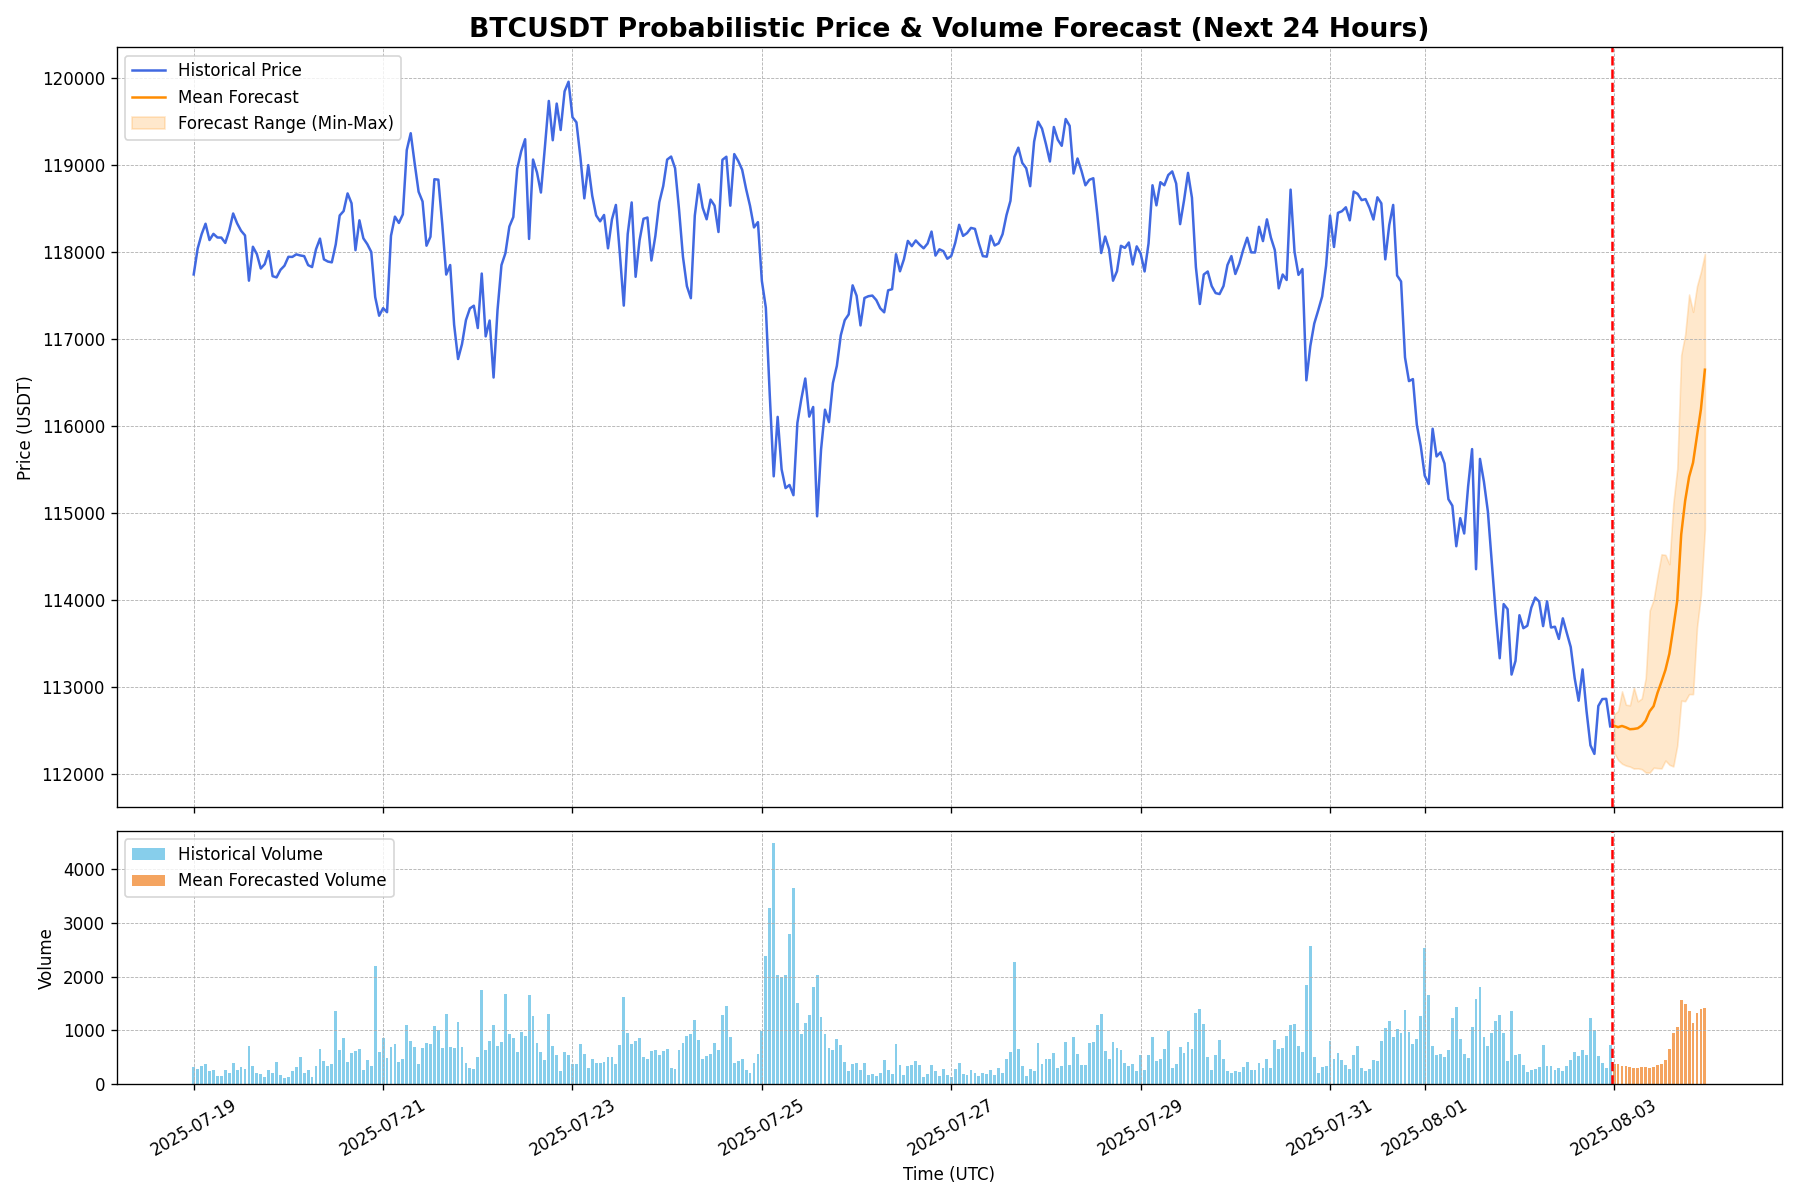 BTCUSDT Probabilistic Price & Volume Forecast (Next 24 Hours)
Historical Price
Mean Forecast
Forecast Range (Min-Max)
120000
119000
118000
117000
116000
115000
114000
113000
112000
Price (USDT)
Historical Volume
Mean Forecasted Volume
4000
3000
2000
1000
0
Volume
2025-07-19
2025-07-21
2025-07-23
2025-07-25
2025-07-27
2025-07-29
2025-07-31
2025-08-01
2025-08-03
Time (UTC)